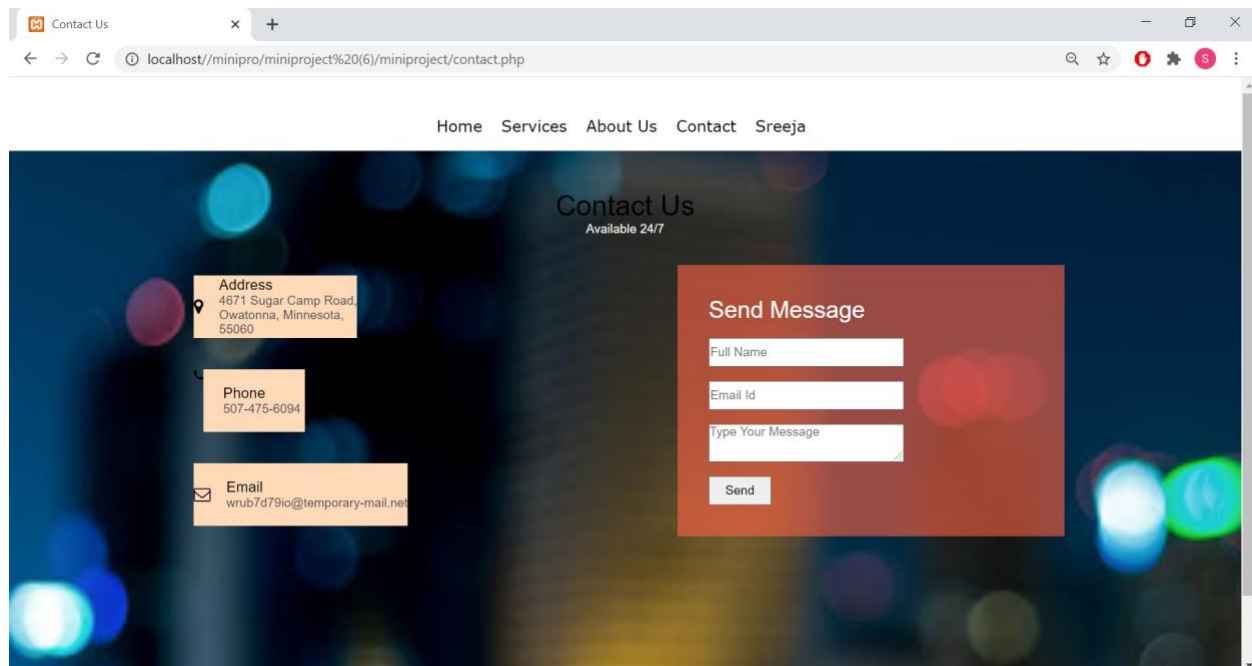 Contact Us
localhost//minipro/miniproject%20(6)/miniproject/contact.php
S
Home Services About Us Contact Sreeja
Contact Us
Available 24/7
Address
4671 Sugar Camp Road,
Owatonna, Minnesota,
55060
Phone
507-475-6094
Email
wrub7d79io@temporary-mail.net
Send Message
Full Name
Email Id
Type Your Message
Send